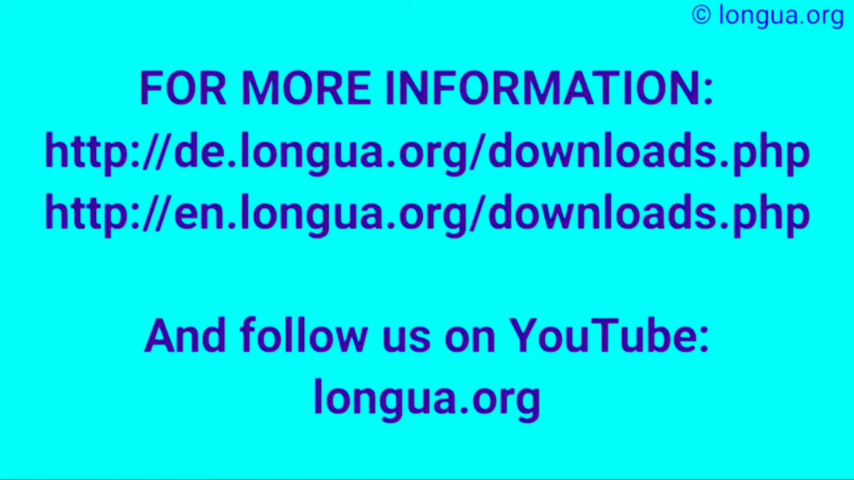 © longua.org
FOR MORE INFORMATION:
http://de.longua.org/downloads.php
http://en.longua.org/downloads.php
And follow us on YouTube:
longua.org